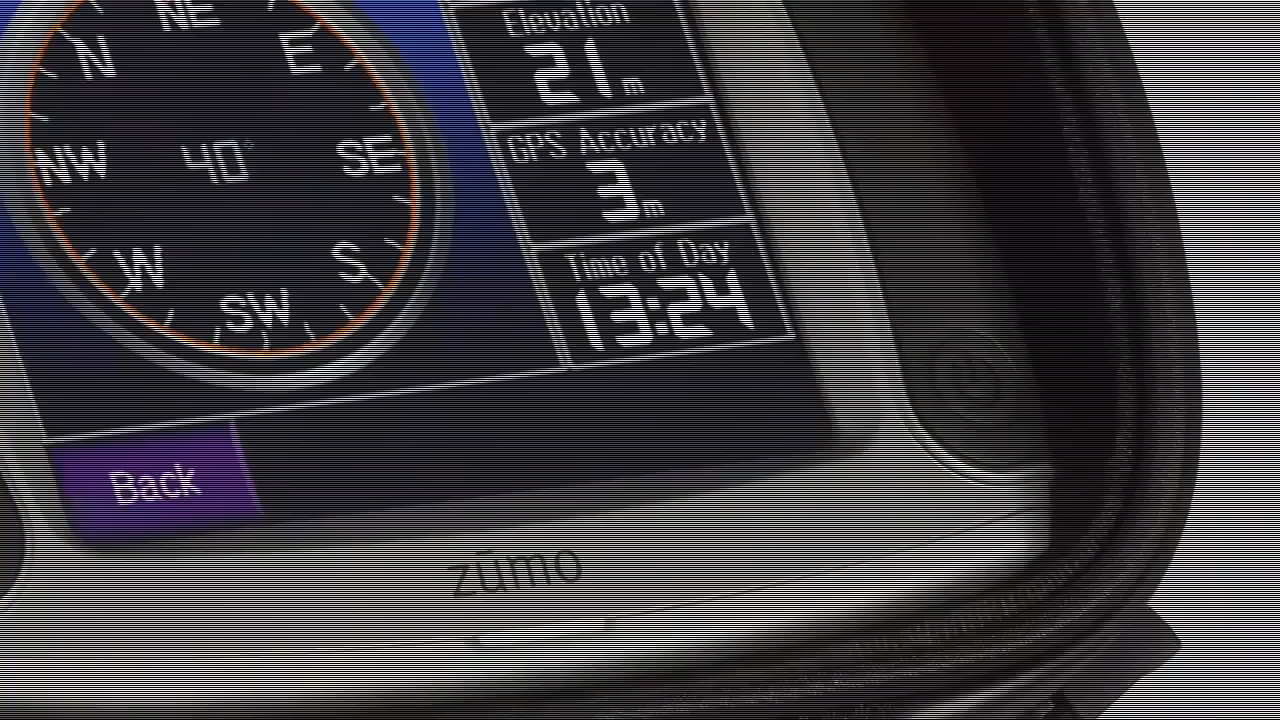 NE
N
E
NW
40°
SE
W
S
SW
Elevation
21m
GPS Accuracy
3m
Time of Day
13:24
Back
zūmo